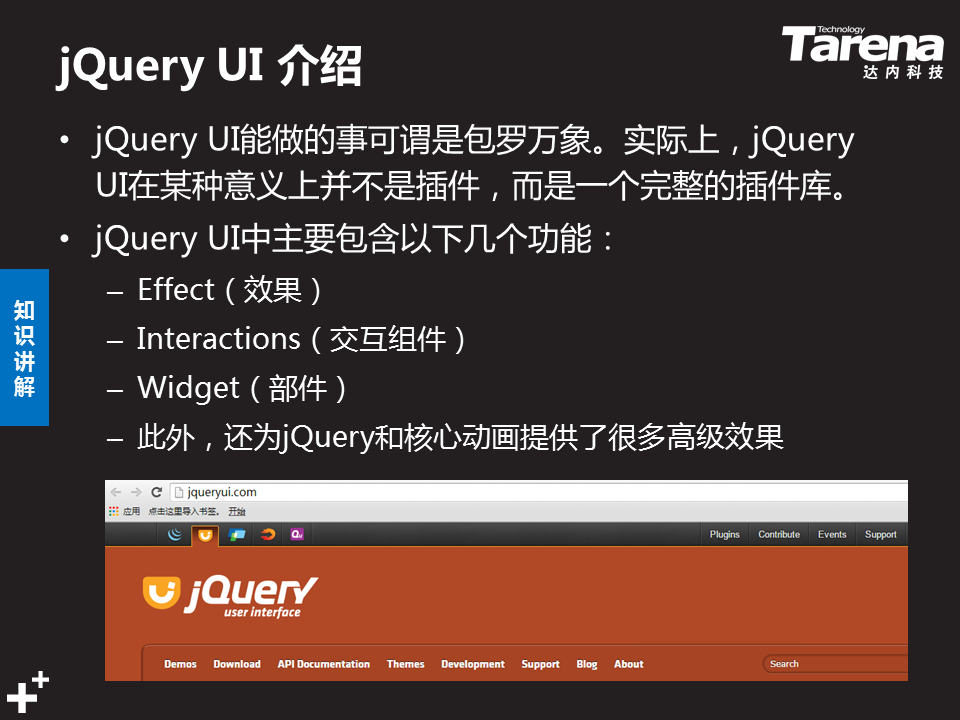 jQuery UI 介绍
Technology
Tarena
达内科技
• jQuery UI能做的事可谓是包罗万象。实际上，jQuery
UI在某种意义上并不是插件，而是一个完整的插件库。
• jQuery UI中主要包含以下几个功能：
– Effect（效果）
– Interactions（交互组件）
– Widget（部件）
– 此外，还为jQuery和核心动画提供了很多高级效果
知识讲解
jqueryui.com
应用 点击这里导入书签。 开始
Plugins Contribute Events Support
jQuery
user interface
Demos Download API Documentation Themes Development Support Blog About Search